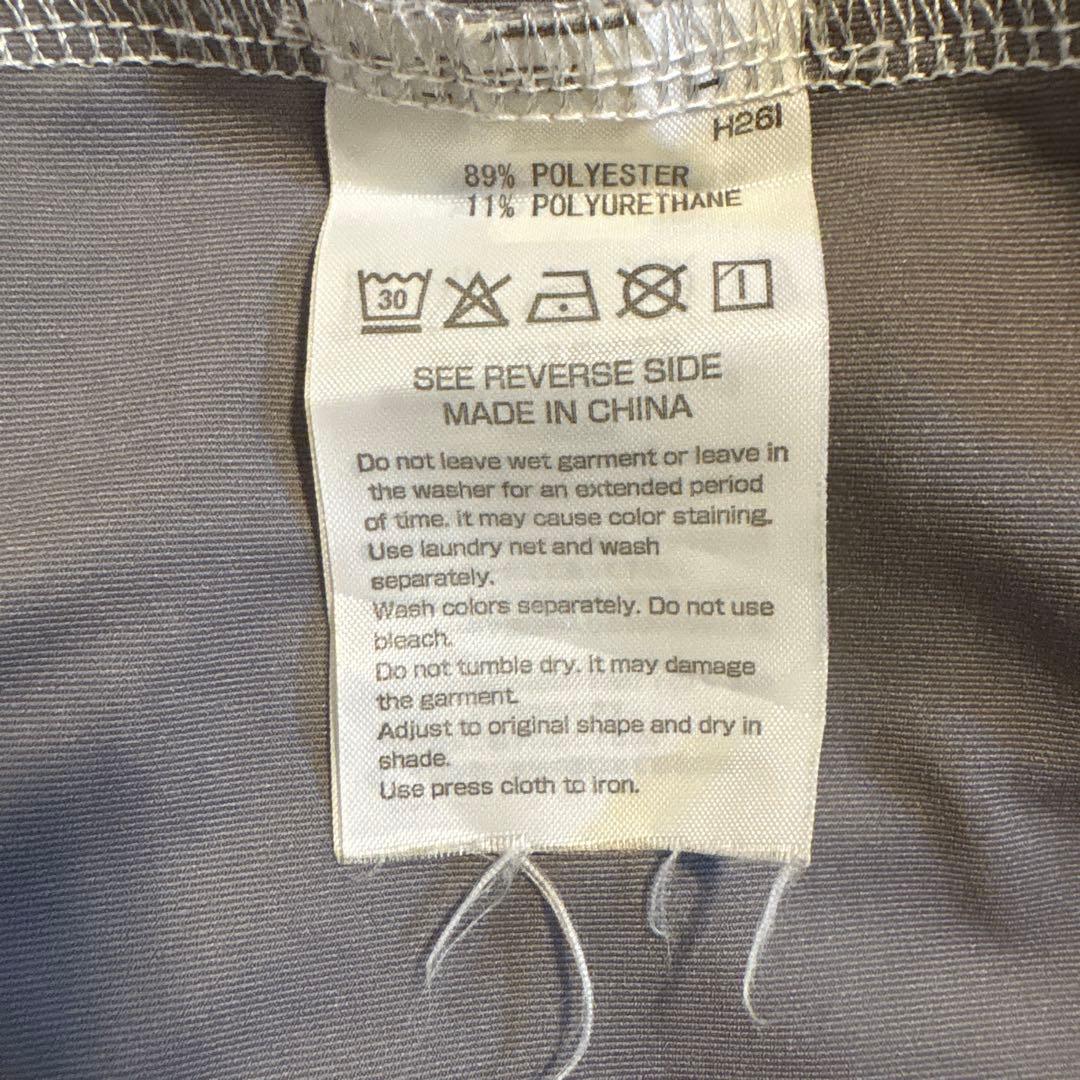 H26I
89% POLYESTER
11% POLYURETHANE
30
SEE REVERSE SIDE
MADE IN CHINA
Do not leave wet garment or leave in
the washer for an extended period
of time. It may cause color staining.
Use laundry net and wash
separately.
Wash colors separately. Do not use
bleach.
Do not tumble dry. It may damage
the garment.
Adjust to original shape and dry in
shade.
Use press cloth to iron.